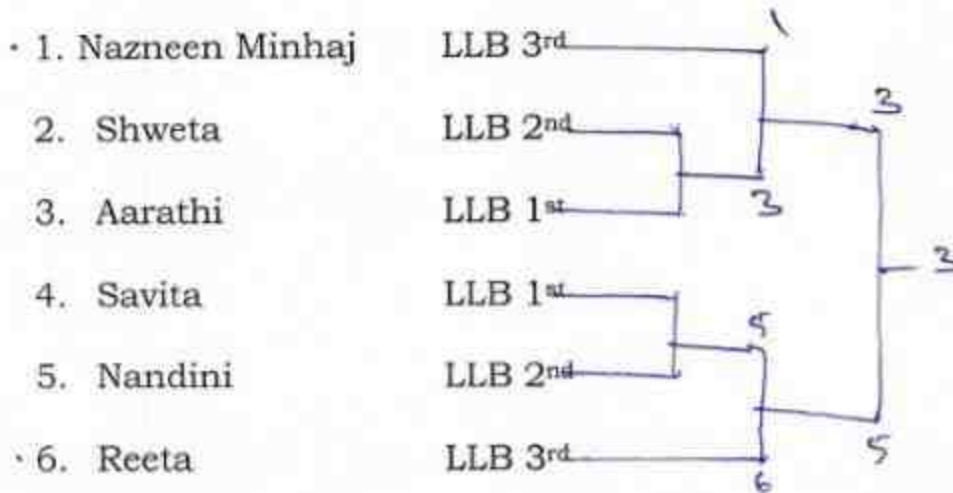 1
· 1. Nazneen Minhaj LLB 3rd
3
2. Shweta LLB 2nd
3
3. Aarathi LLB 1st
3
4. Savita LLB 1st
5
5. Nandini LLB 2nd
5
· 6. Reeta LLB 3rd
6